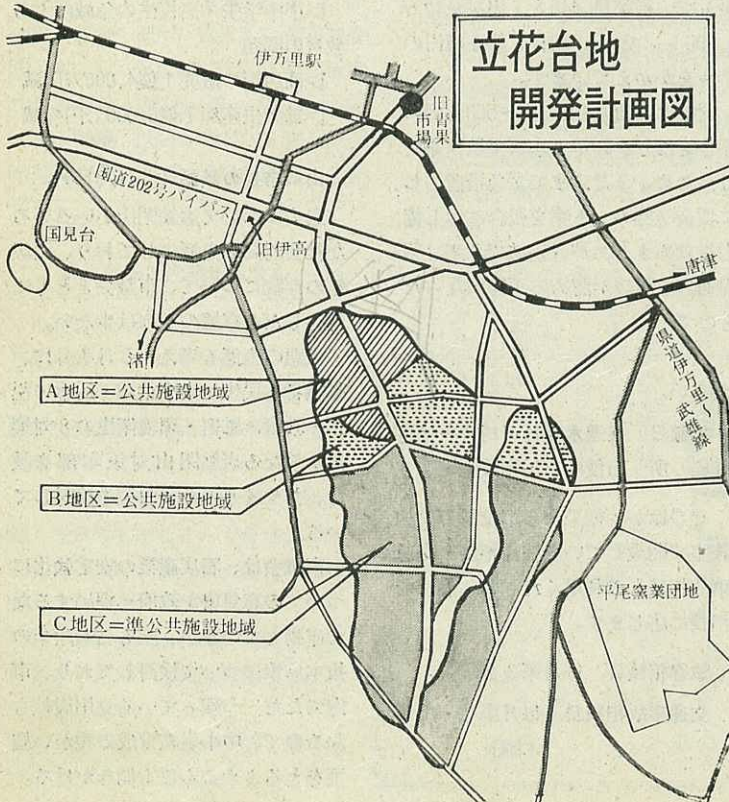 立花台地
開発計画図
伊万里駅
旧青果
市場
国道202号バイパス
国見台
旧伊高
唐津
渚
県道伊万里～武雄線
A地区＝公共施設地域
B地区＝公共施設地域
C地区＝準公共施設地域
平尾窯業団地